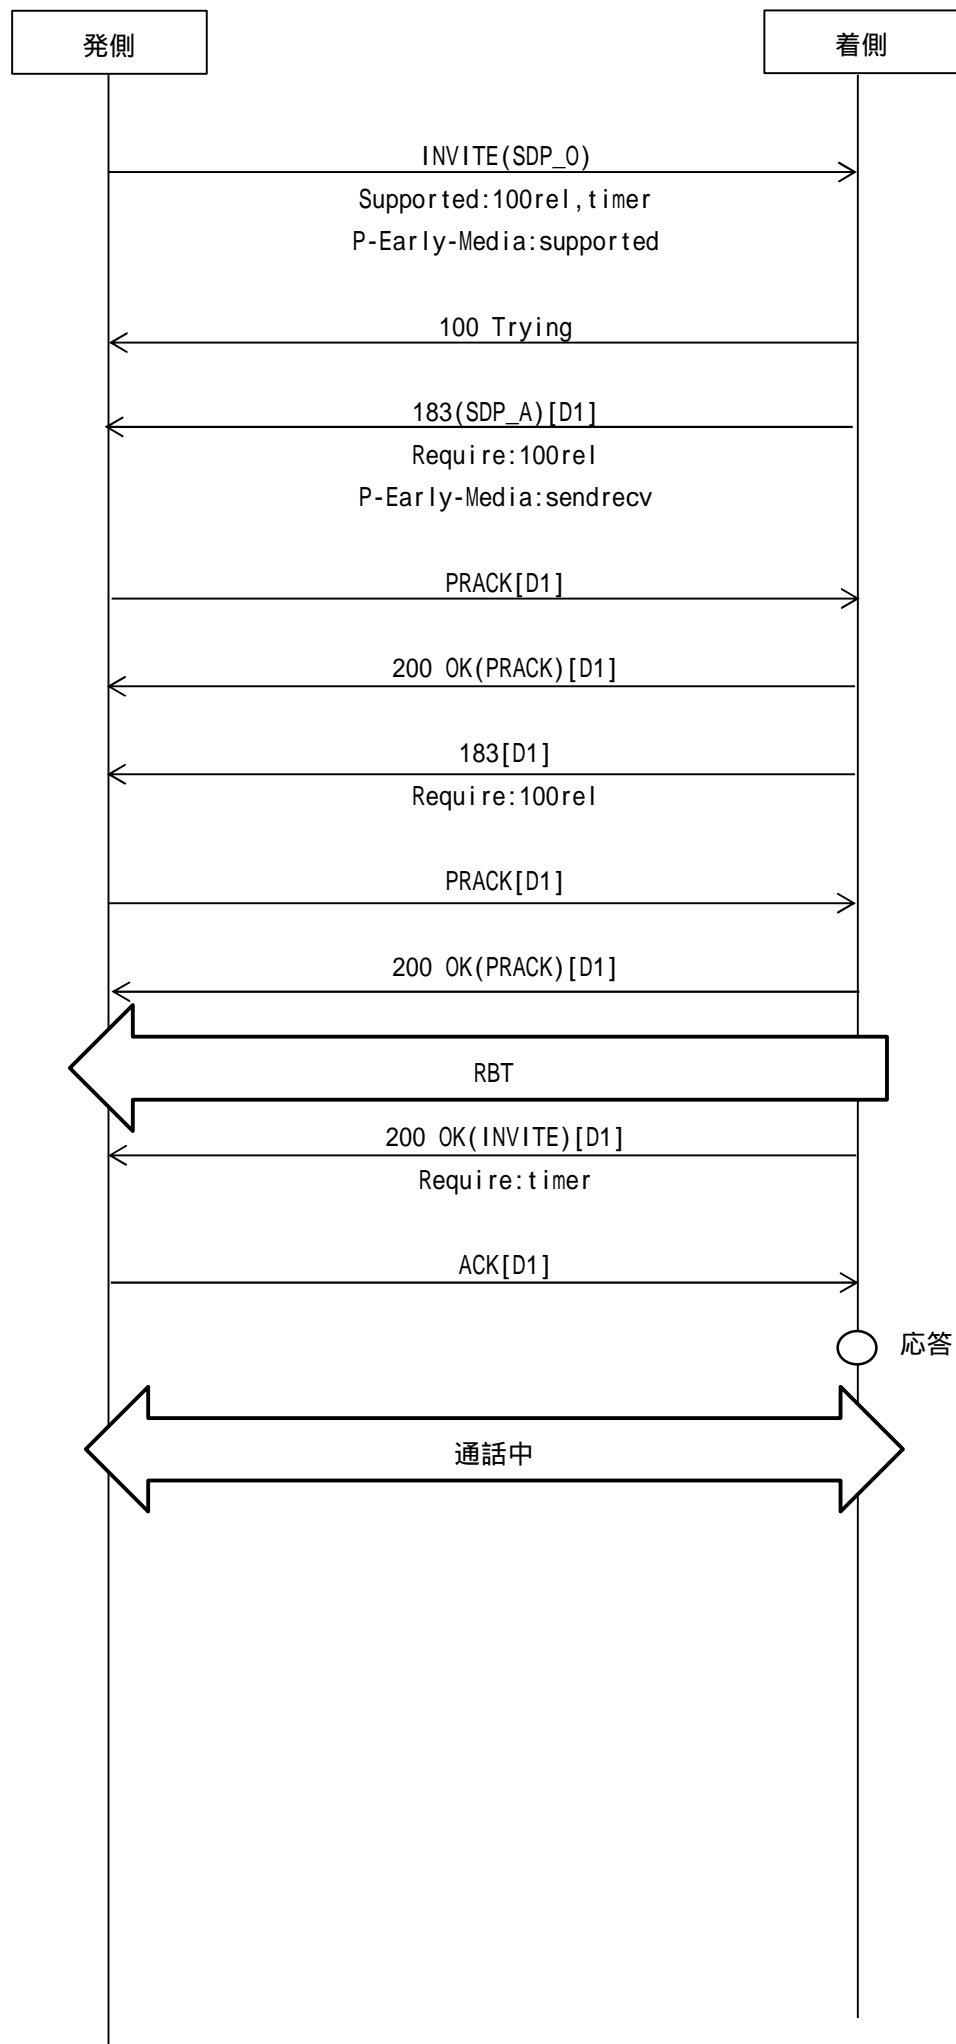 発側
着側
INVITE(SDP_O)
Supported:100rel,timer
P-Early-Media:supported
100 Trying
183(SDP_A)[D1]
Require:100rel
P-Early-Media:sendrecv
PRACK[D1]
200 OK(PRACK)[D1]
183[D1]
Require:100rel
PRACK[D1]
200 OK(PRACK)[D1]
RBT
200 OK(INVITE)[D1]
Require:timer
ACK[D1]
応答
通話中